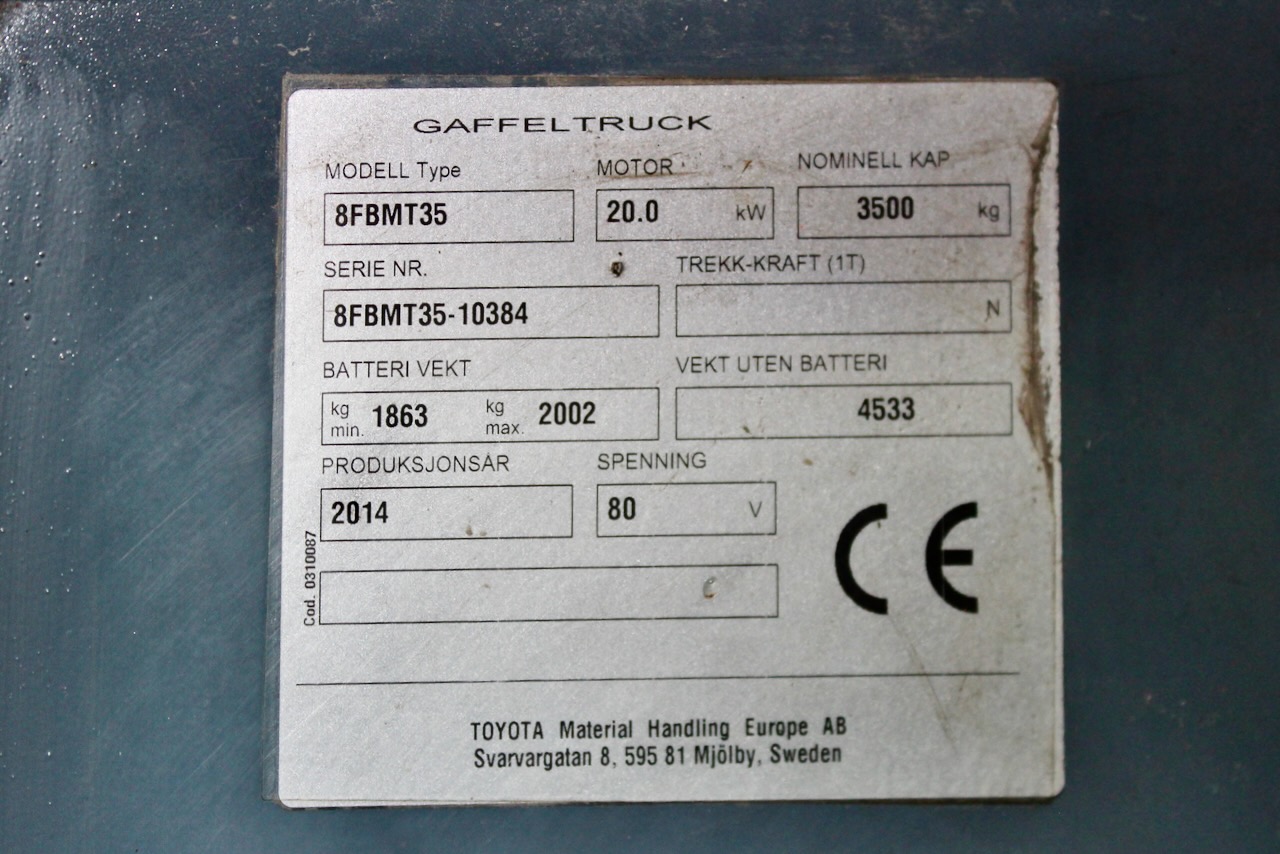 GAFFELTRUCK
MODELL Type MOTOR NOMINELL KAP
8FBMT35 20.0 kW 3500 kg
SERIE NR. TREKK-KRAFT (1T)
8FBMT35-10384 N
BATTERI VEKT VEKT UTEN BATTERI
kg min. 1863 kg max. 2002 4533
PRODUKSJONSÅR SPENNING
2014 80 V
Cod. 0310087
CE
TOYOTA Material Handling Europe AB
Svarvargatan 8, 595 81 Mjölby, Sweden